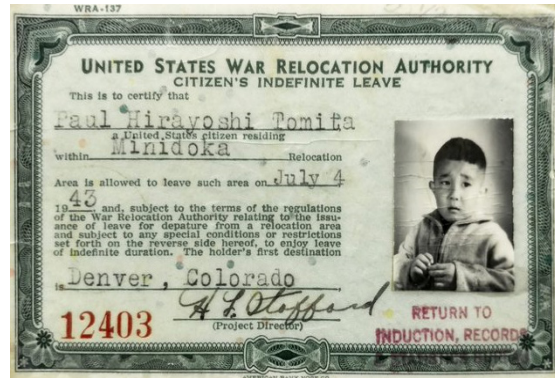 WRA-137
UNITED STATES WAR RELOCATION AUTHORITY
CITIZEN'S INDEFINITE LEAVE
This is to certify that
Paul Hirayoshi Tomita
a United States citizen residing
within Minidoka Relocation
Area is allowed to leave such area on July 4
1943 and, subject to the terms of the regulations
of the War Relocation Authority relating to the issu-
ance of leave for depature from a relocation area
and subject to any special conditions or restrictions
set forth on the reverse side hereof, to enjoy leave
of indefinite duration. The holder's first destination
is Denver, Colorado
H L Stafford
(Project Director)
12403
RETURN TO
INDUCTION, RECORDS